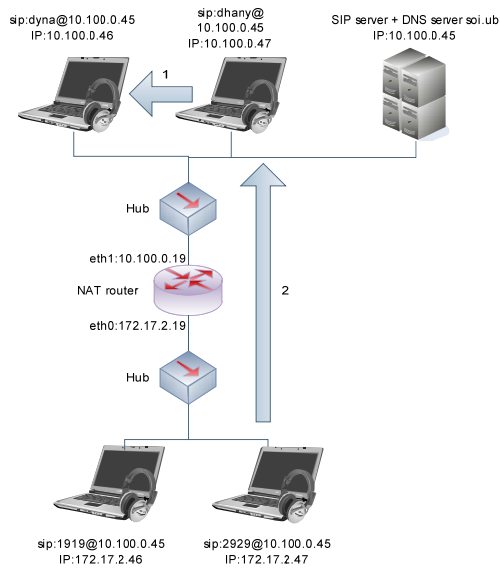 sip:dyna@10.100.0.45
IP:10.100.0.46
sip:dhany@
10.100.0.45
IP:10.100.0.47
SIP server + DNS server soi.ub
IP:10.100.0.45
1
Hub
eth1:10.100.0.19
NAT router
2
eth0:172.17.2.19
Hub
sip:1919@10.100.0.45
IP:172.17.2.46
sip:2929@10.100.0.45
IP:172.17.2.47